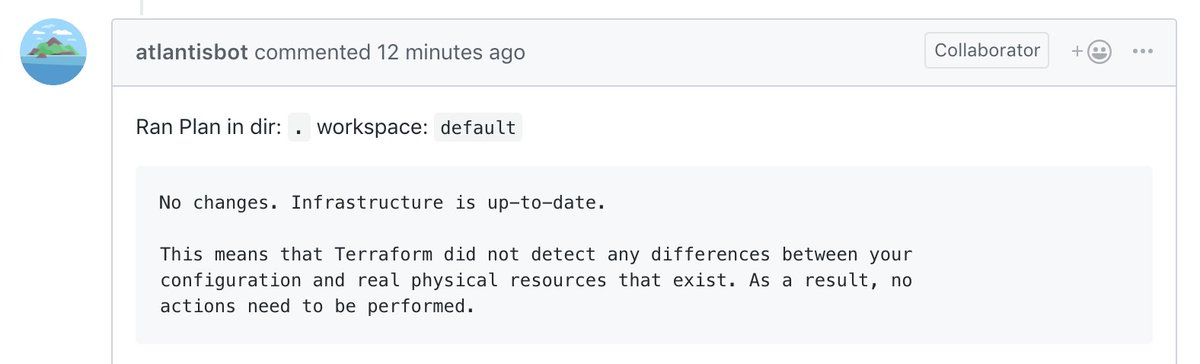 atlantisbot commented 12 minutes ago
Collaborator
Ran Plan in dir: . workspace: default
No changes. Infrastructure is up-to-date.
This means that Terraform did not detect any differences between your
configuration and real physical resources that exist. As a result, no
actions need to be performed.